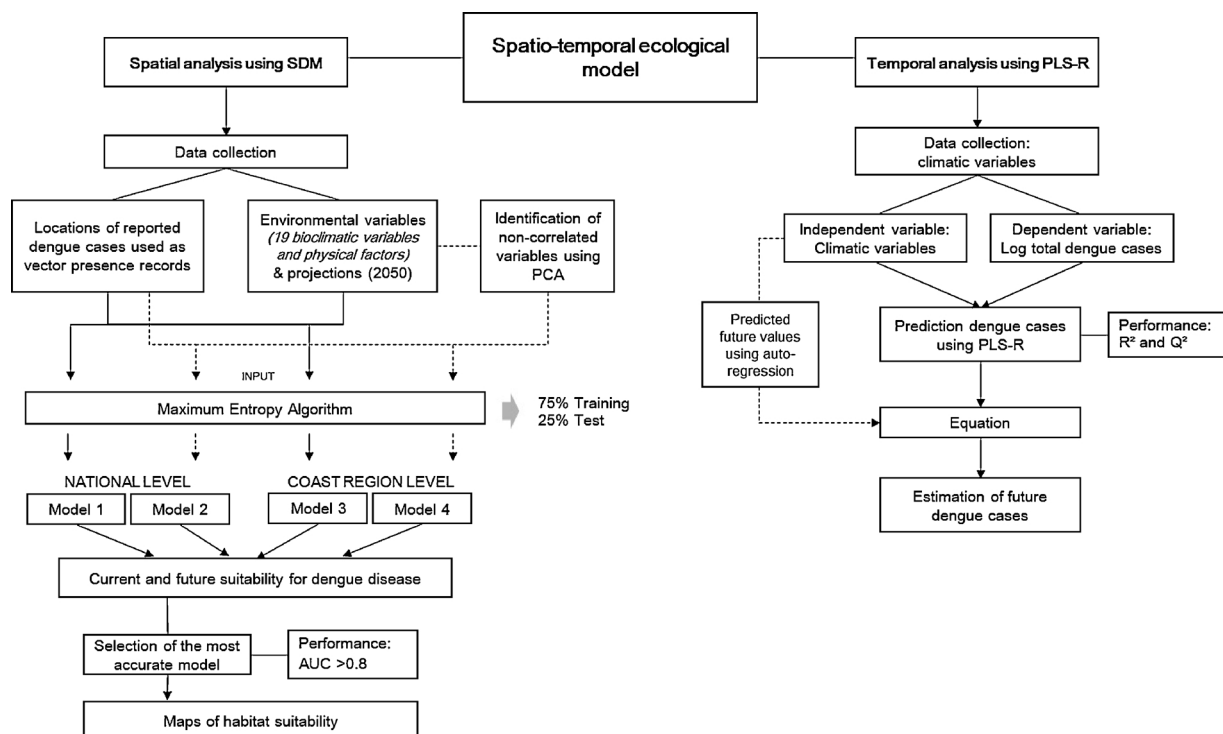 Spatio-temporal ecological
model
Spatial analysis using SDM
Temporal analysis using PLS-R
Data collection
Data collection:
climatic variables
Locations of reported
dengue cases used as
vector presence records
Environmental variables
(19 bioclimatic variables
and physical factors)
& projections (2050)
Identification of
non-correlated
variables using
PCA
Independent variable:
Climatic variables
Dependent variable:
Log total dengue cases
Predicted
future values
using auto-
regression
Prediction dengue cases
using PLS-R
Performance:
R² and Q²
INPUT
Maximum Entropy Algorithm
75% Training
25% Test
Equation
NATIONAL LEVEL
COAST REGION LEVEL
Model 1
Model 2
Model 3
Model 4
Estimation of future
dengue cases
Current and future suitability for dengue disease
Selection of the most
accurate model
Performance:
AUC >0.8
Maps of habitat suitability